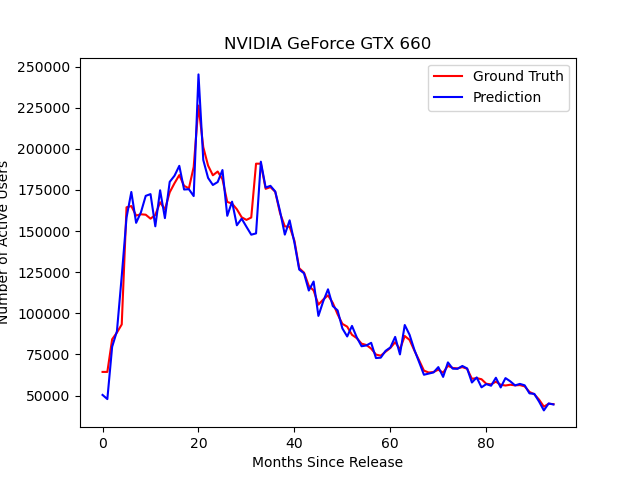 NVIDIA GeForce GTX 660
Ground Truth
Prediction
250000
225000
200000
175000
150000
125000
100000
75000
50000
Number of Active Users
0 20 40 60 80
Months Since Release